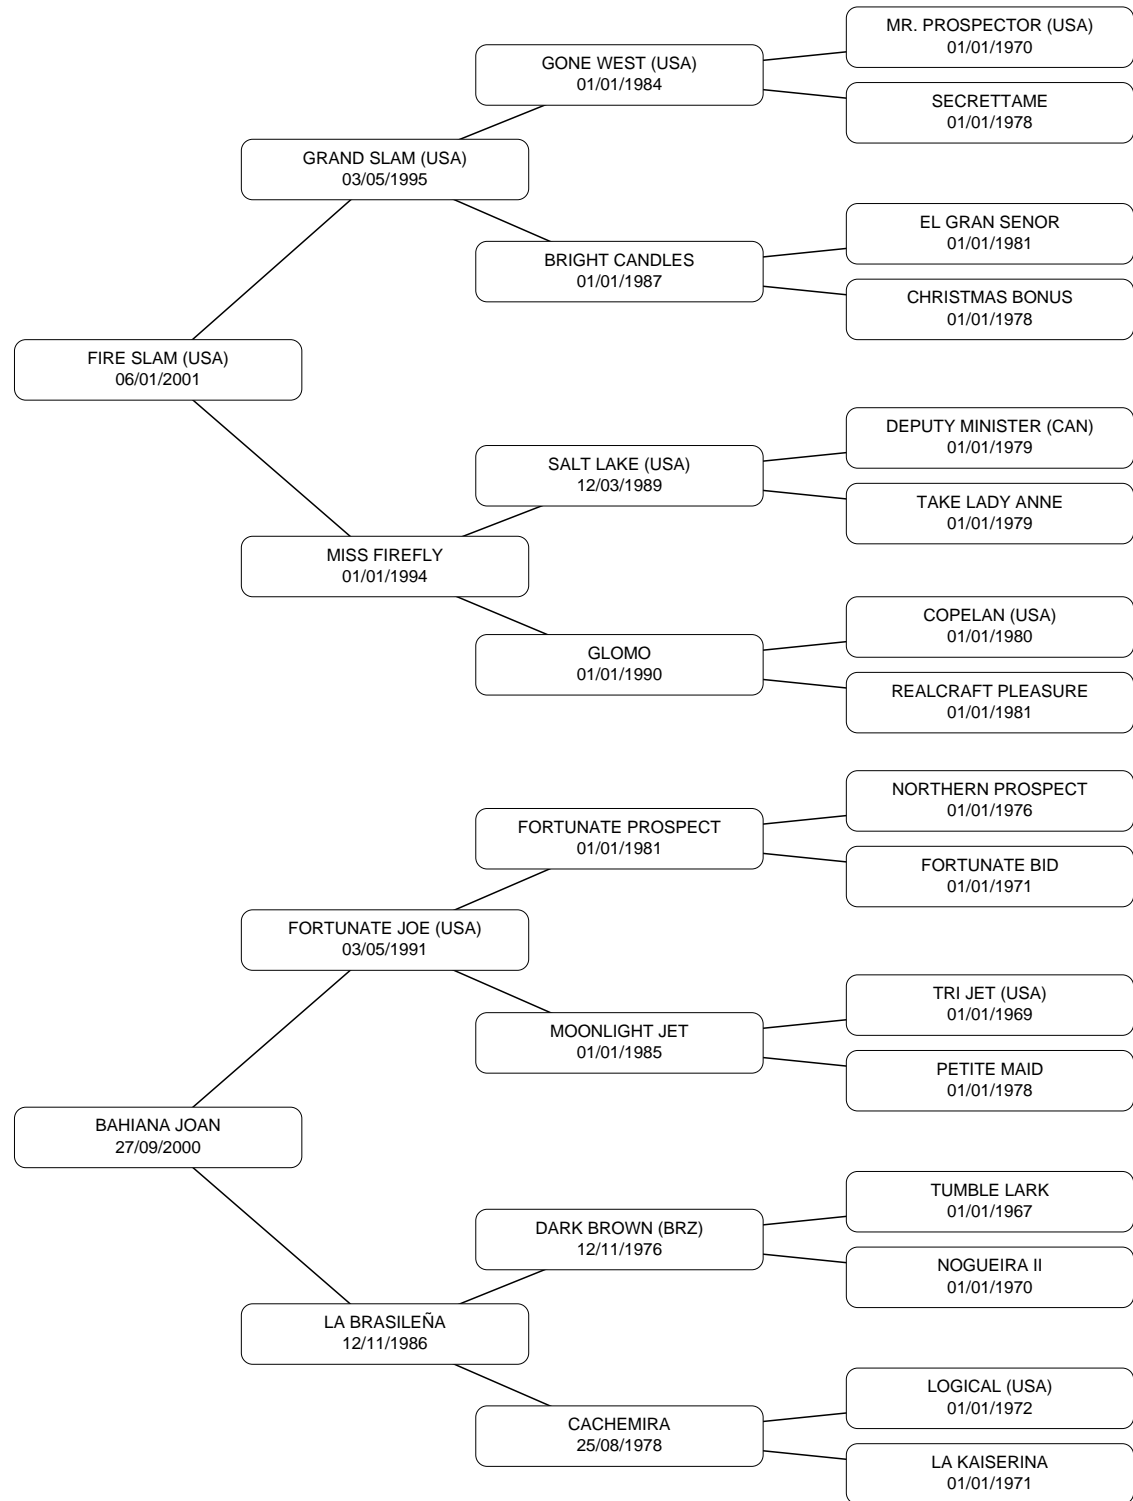 MR. PROSPECTOR (USA)
01/01/1970
GONE WEST (USA)
01/01/1984
SECRETTAME
01/01/1978
GRAND SLAM (USA)
03/05/1995
EL GRAN SENOR
01/01/1981
BRIGHT CANDLES
01/01/1987
CHRISTMAS BONUS
01/01/1978
FIRE SLAM (USA)
06/01/2001
DEPUTY MINISTER (CAN)
01/01/1979
SALT LAKE (USA)
12/03/1989
TAKE LADY ANNE
01/01/1979
MISS FIREFLY
01/01/1994
COPELAN (USA)
01/01/1980
GLOMO
01/01/1990
REALCRAFT PLEASURE
01/01/1981
NORTHERN PROSPECT
01/01/1976
FORTUNATE PROSPECT
01/01/1981
FORTUNATE BID
01/01/1971
FORTUNATE JOE (USA)
03/05/1991
TRI JET (USA)
01/01/1969
MOONLIGHT JET
01/01/1985
PETITE MAID
01/01/1978
BAHIANA JOAN
27/09/2000
TUMBLE LARK
01/01/1967
DARK BROWN (BRZ)
12/11/1976
NOGUEIRA II
01/01/1970
LA BRASILEÑA
12/11/1986
LOGICAL (USA)
01/01/1972
CACHEMIRA
25/08/1978
LA KAISERINA
01/01/1971